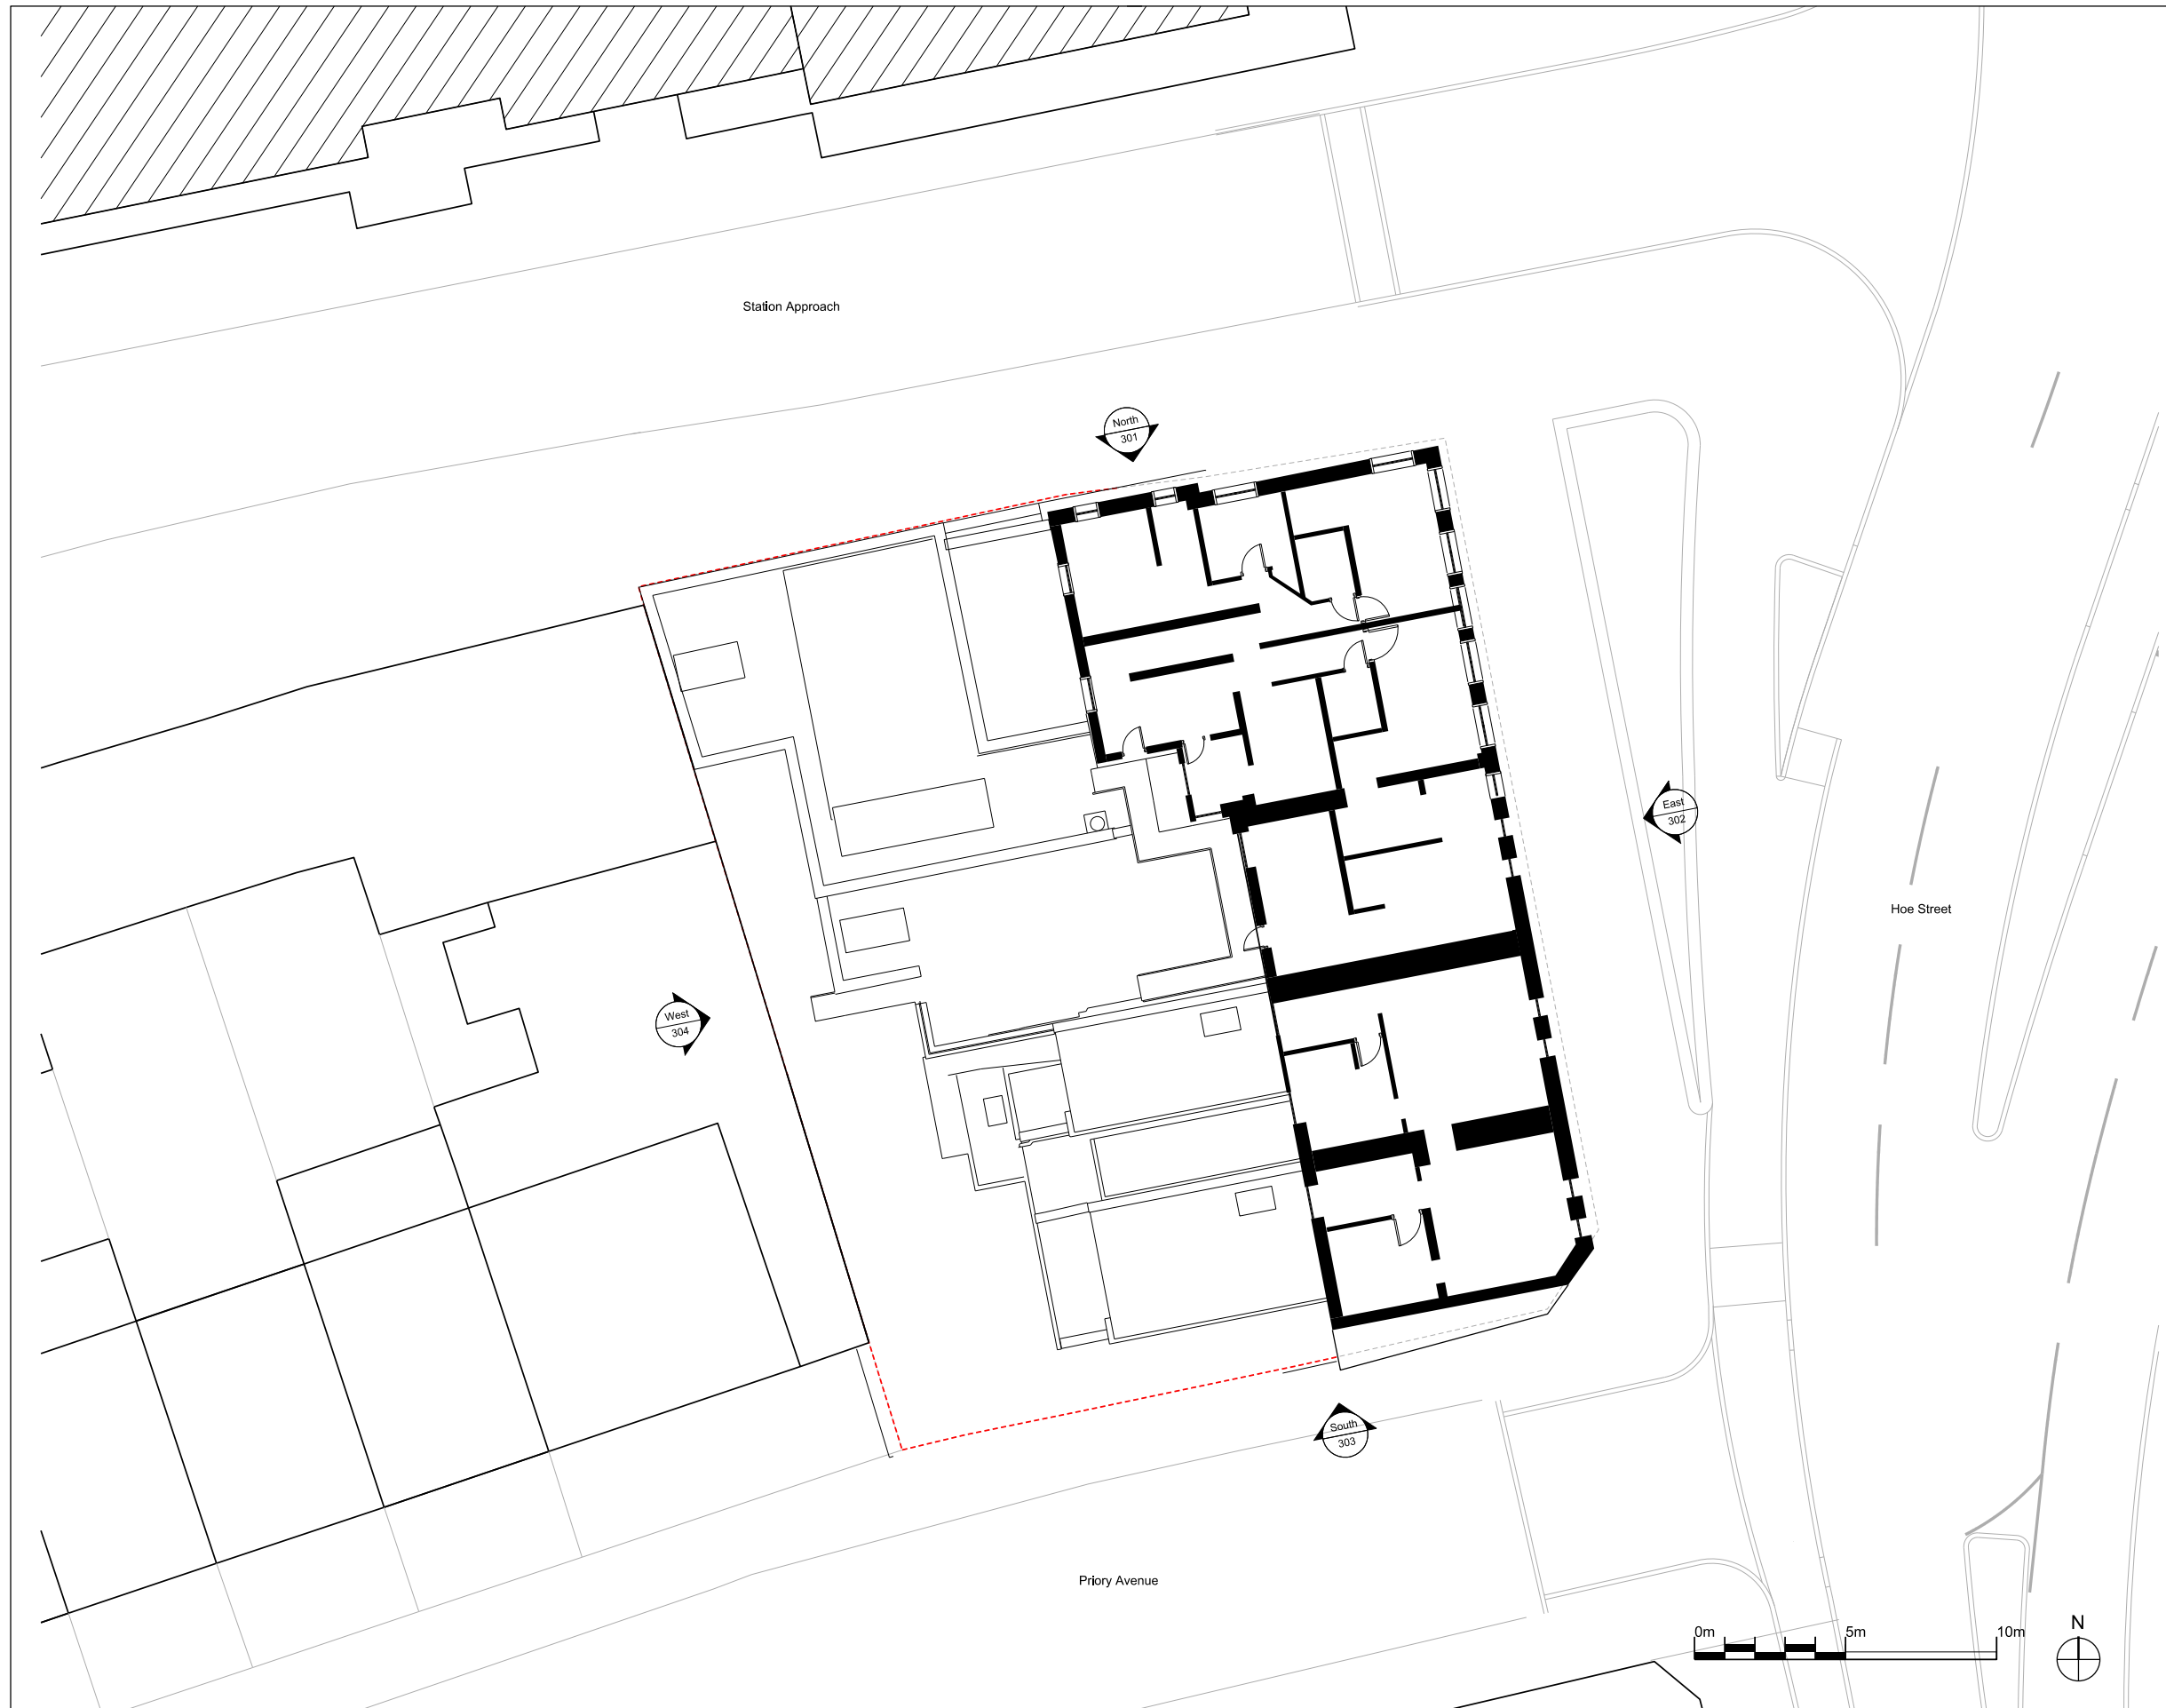 Station Approach
North
301
East
302
Hoe Street
West
304
South
303
Priory Avenue
0m 5m 10m
N